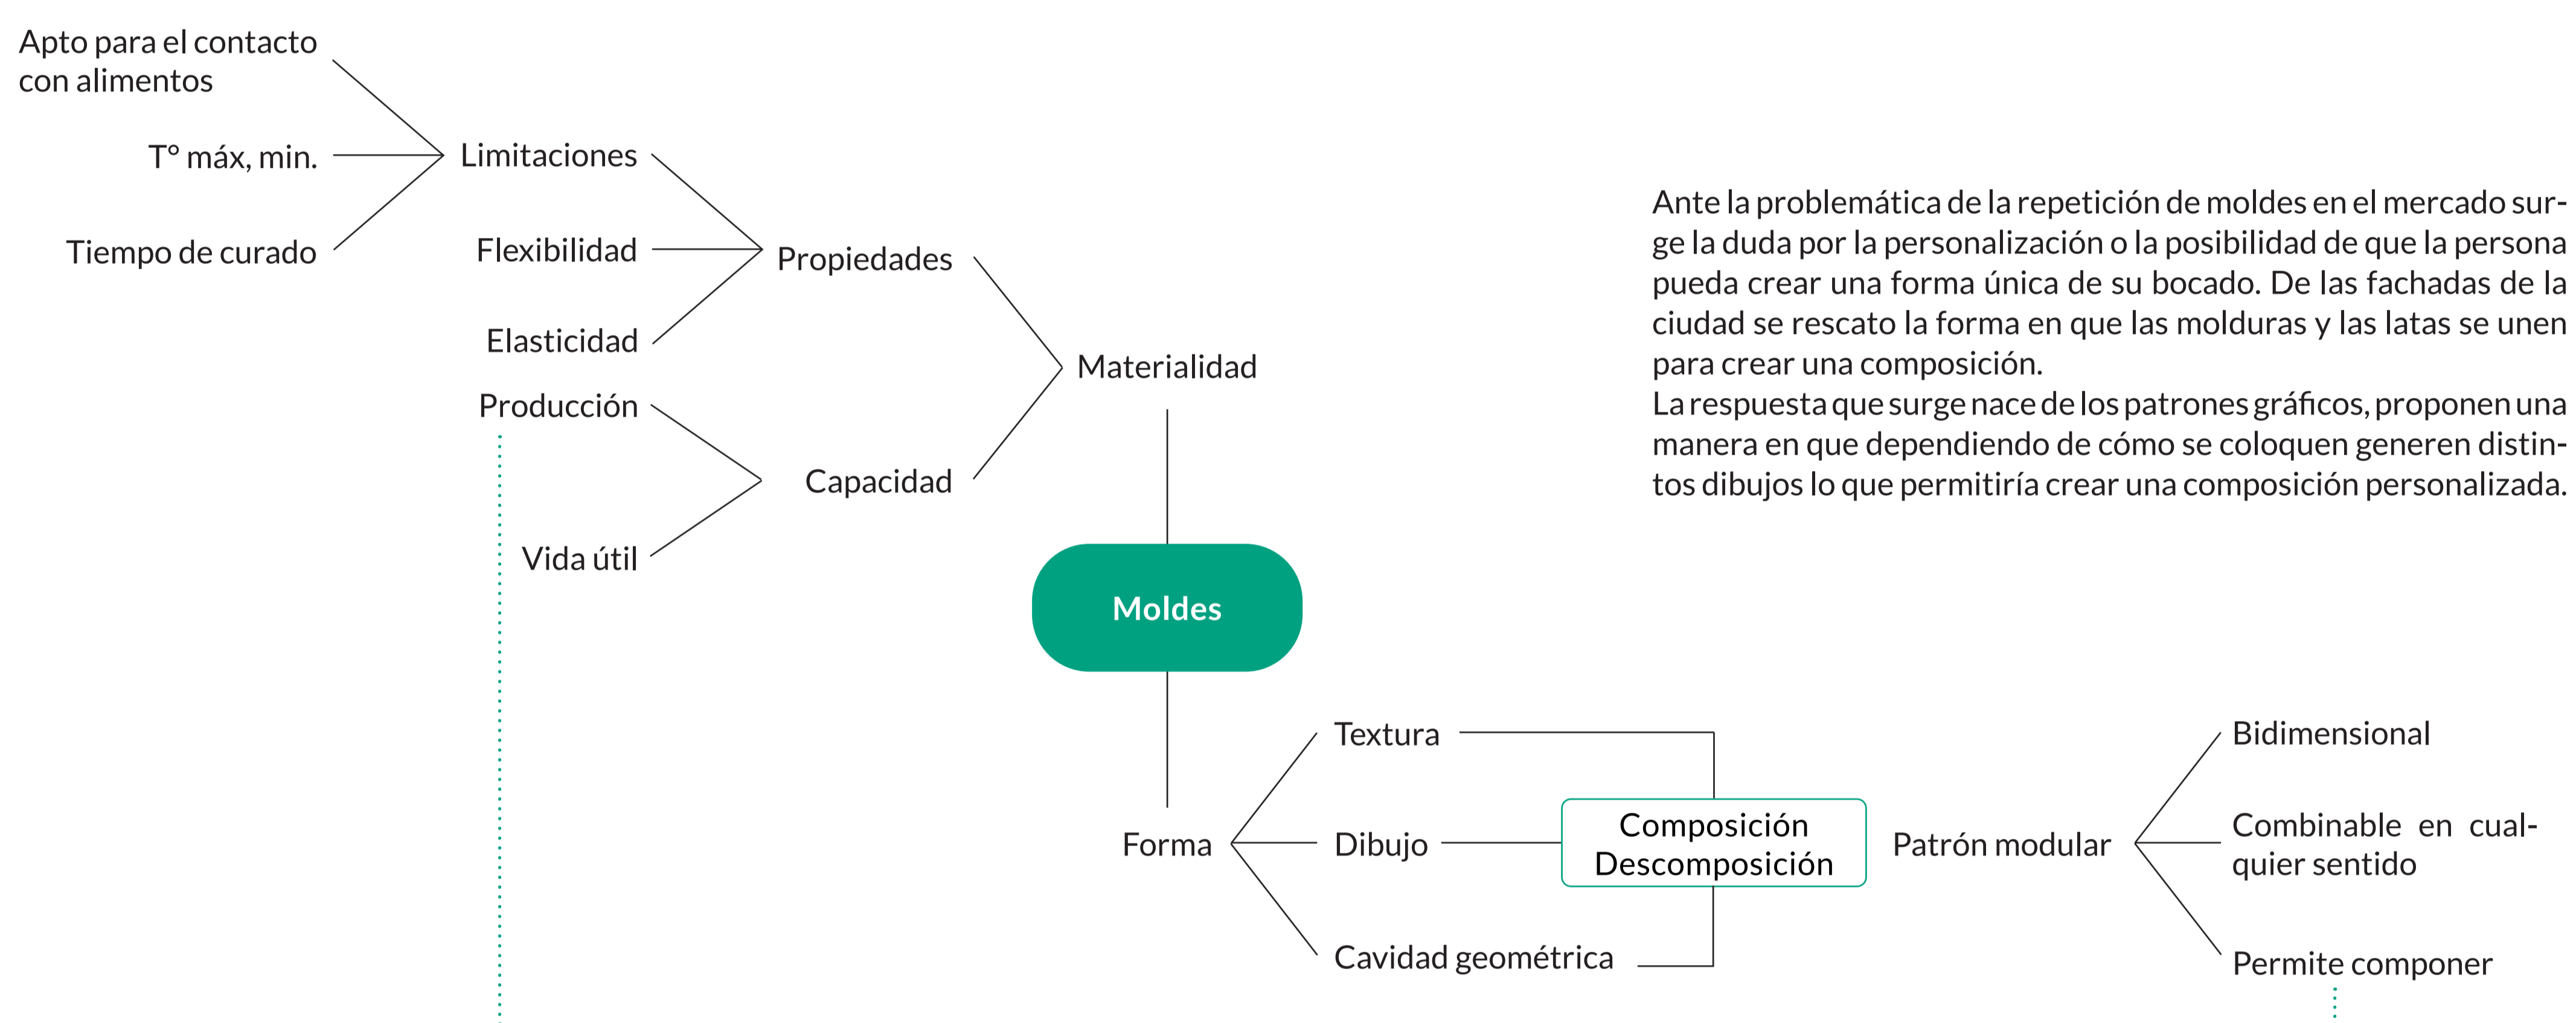 Apto para el contacto
con alimentos
T° máx, min.
Tiempo de curado
Limitaciones
Flexibilidad
Elasticidad
Propiedades
Producción
Vida útil
Capacidad
Materialidad
Ante la problemática de la repetición de moldes en el mercado sur-
ge la duda por la personalización o la posibilidad de que la persona
pueda crear una forma única de su bocado. De las fachadas de la
ciudad se rescato la forma en que las molduras y las latas se unen
para crear una composición.
La respuesta que surge nace de los patrones gráficos, proponen una
manera en que dependiendo de cómo se coloquen generen distin-
tos dibujos lo que permitiría crear una composición personalizada.
Moldes
Forma
Textura
Dibujo
Cavidad geométrica
Composición
Descomposición
Patrón modular
Bidimensional
Combinable en cual-
quier sentido
Permite componer